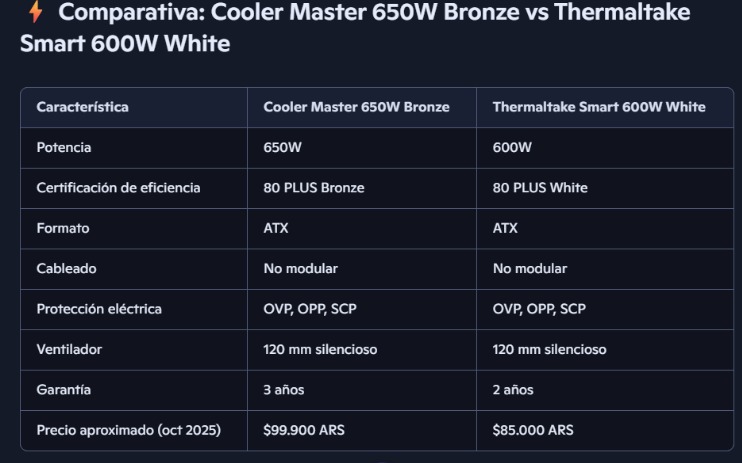 ⚡ Comparativa: Cooler Master 650W Bronze vs Thermaltake
Smart 600W White
Característica Cooler Master 650W Bronze Thermaltake Smart 600W White
Potencia 650W 600W
Certificación de eficiencia 80 PLUS Bronze 80 PLUS White
Formato ATX ATX
Cableado No modular No modular
Protección eléctrica OVP, OPP, SCP OVP, OPP, SCP
Ventilador 120 mm silencioso 120 mm silencioso
Garantía 3 años 2 años
Precio aproximado (oct 2025) $99.900 ARS $85.000 ARS